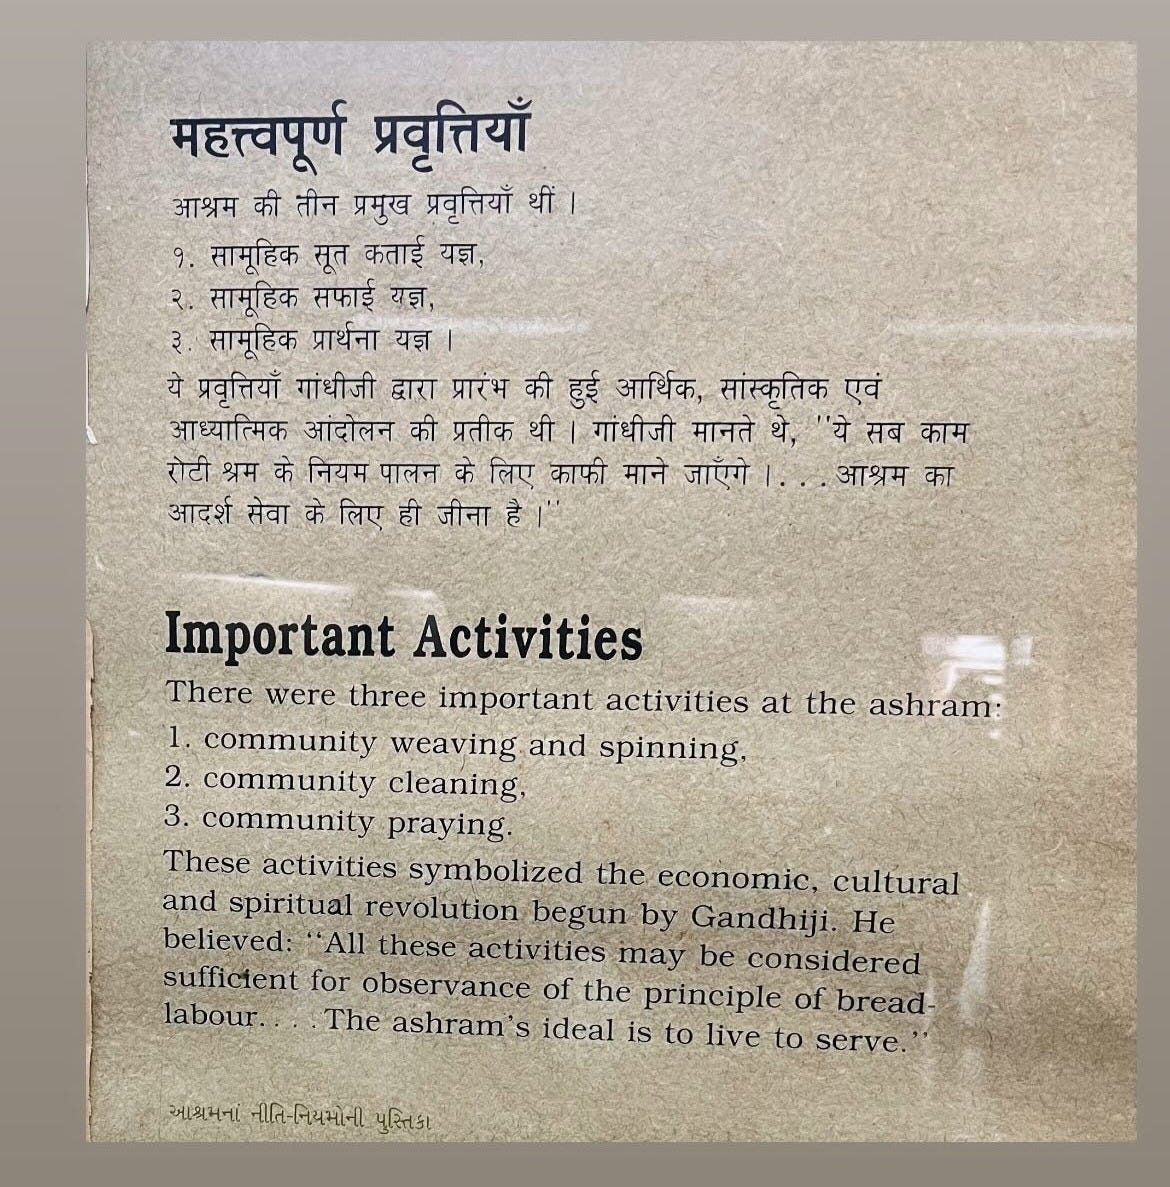 महत्त्वपूर्ण प्रवृत्तियाँ
आश्रम की तीन प्रमुख प्रवृत्तियाँ थीं ।
१. सामूहिक सूत कताई यज्ञ,
२. सामूहिक सफाई यज्ञ,
३. सामूहिक प्रार्थना यज्ञ ।
ये प्रवृत्तियाँ गांधीजी द्वारा प्रारंभ की हुई आर्थिक, सांस्कृतिक एवं
आध्यात्मिक आंदोलन की प्रतीक थी । गांधीजी मानते थे, ''ये सब काम
रोटी श्रम के नियम पालन के लिए काफी माने जाएँगे ।. . . आश्रम का
आदर्श सेवा के लिए ही जीना है ।''
Important Activities
There were three important activities at the ashram:
1. community weaving and spinning,
2. community cleaning,
3. community praying.
These activities symbolized the economic, cultural
and spiritual revolution begun by Gandhiji. He
believed: ‘‘All these activities may be considered
sufficient for observance of the principle of bread-
labour. . . . The ashram’s ideal is to live to serve.’’
આશ્રમનાં નીતિ-નિયમોની પુસ્તિકા